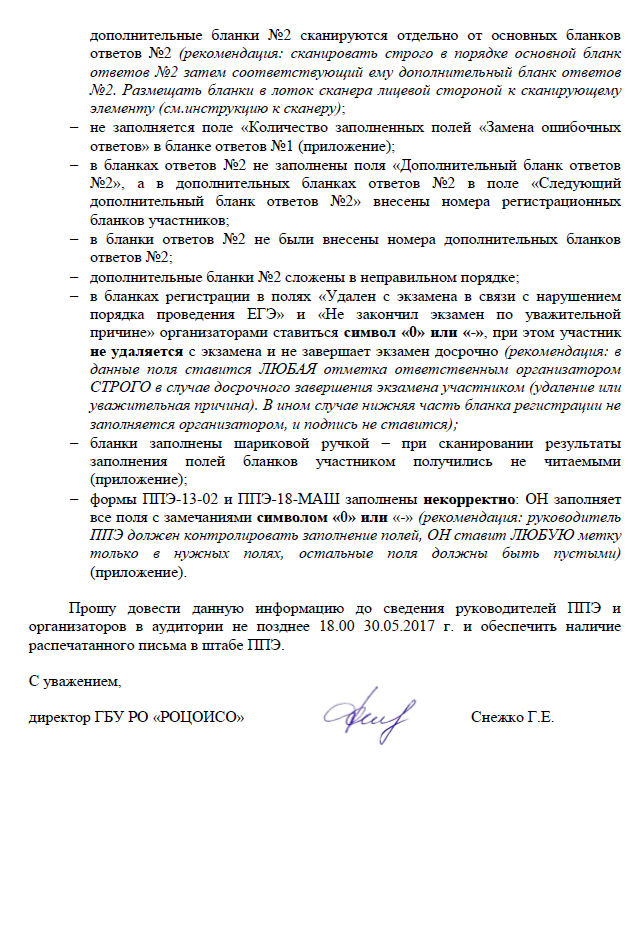 дополнительные бланки №2 сканируются отдельно от основных бланков
ответов №2 (рекомендация: сканировать строго в порядке основной бланк
ответов №2 затем соответствующий ему дополнительный бланк ответов
№2. Размещать бланки в лоток сканера лицевой стороной к сканирующему
элементу (см.инструкцию к сканеру);
– не заполняется поле «Количество заполненных полей «Замена ошибочных
ответов» в бланке ответов №1 (приложение);
– в бланках ответов №2 не заполнены поля «Дополнительный бланк ответов
№2», а в дополнительных бланках ответов №2 в поле «Следующий
дополнительный бланк ответов №2» внесены номера регистрационных
бланков участников;
– в бланки ответов №2 не были внесены номера дополнительных бланков
ответов №2;
– дополнительные бланки №2 сложены в неправильном порядке;
– в бланках регистрации в полях «Удален с экзамена в связи с нарушением
порядка проведения ЕГЭ» и «Не закончил экзамен по уважительной
причине» организаторами ставиться символ «0» или «-», при этом участник
не удаляется с экзамена и не завершает экзамен досрочно (рекомендация: в
данные поля ставится ЛЮБАЯ отметка ответственным организатором
СТРОГО в случае досрочного завершения экзамена участником (удаление или
уважительная причина). В ином случае нижняя часть бланка регистрации не
заполняется организатором, и подпись не ставится);
– бланки заполнены шариковой ручкой – при сканировании результаты
заполнения полей бланков участником получились не читаемыми
(приложение);
– формы ППЭ-13-02 и ППЭ-18-МАШ заполнены некорректно: ОН заполняет
все поля с замечаниями символом «0» или «-» (рекомендация: руководитель
ППЭ должен контролировать заполнение полей, ОН ставит ЛЮБУЮ метку
только в нужных полях, остальные поля должны быть пустыми)
(приложение).
Прошу довести данную информацию до сведения руководителей ППЭ и
организаторов в аудитории не позднее 18.00 30.05.2017 г. и обеспечить наличие
распечатанного письма в штабе ППЭ.
С уважением,
директор ГБУ РО «РОЦОИСО» Снежко Г.Е.